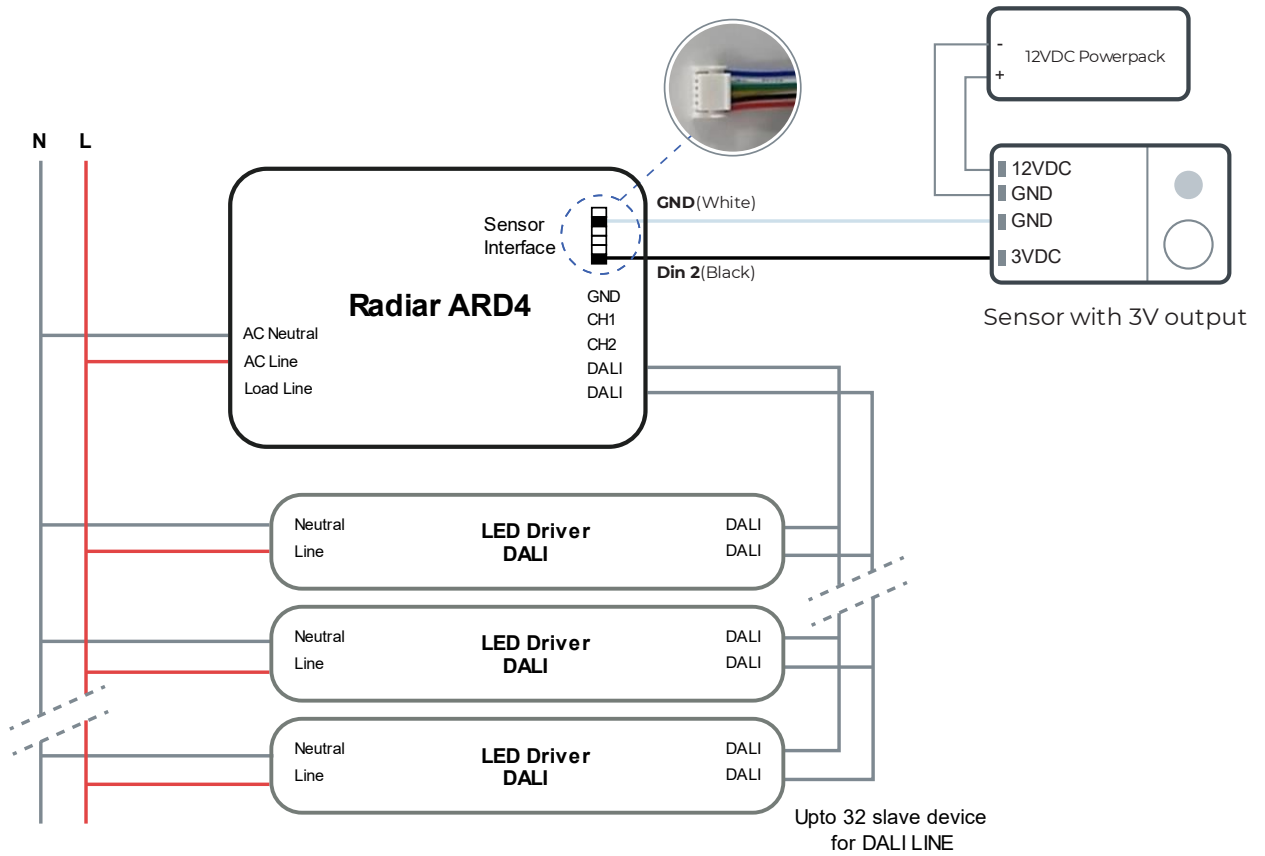 -
12VDC Powerpack
+
N
L
12VDC
GND
GND
3VDC
GND(White)
Sensor
Interface
Din 2(Black)
Radiar ARD4
Sensor with 3V output
GND
CH1
CH2
DALI
DALI
AC Neutral
AC Line
Load Line
Neutral
Line
LED Driver
DALI
DALI
DALI
Neutral
Line
LED Driver
DALI
DALI
DALI
Neutral
Line
LED Driver
DALI
DALI
DALI
Upto 32 slave device
for DALI LINE